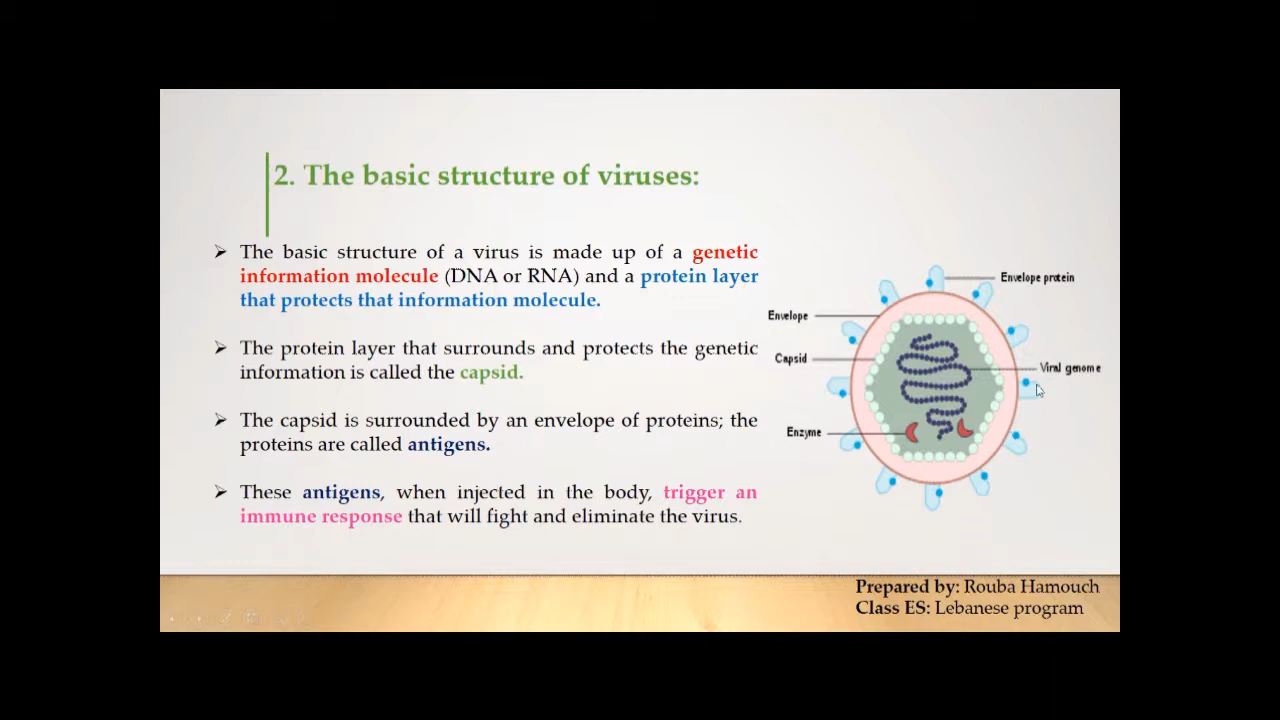 2. The basic structure of viruses:
➢ The basic structure of a virus is made up of a genetic
information molecule (DNA or RNA) and a protein layer
that protects that information molecule.
➢ The protein layer that surrounds and protects the genetic
information is called the capsid.
➢ The capsid is surrounded by an envelope of proteins; the
proteins are called antigens.
➢ These antigens, when injected in the body, trigger an
immune response that will fight and eliminate the virus.
Envelope protein
Envelope
Capsid
Viral genome
Enzyme
Prepared by: Rouba Hamouch
Class ES: Lebanese program